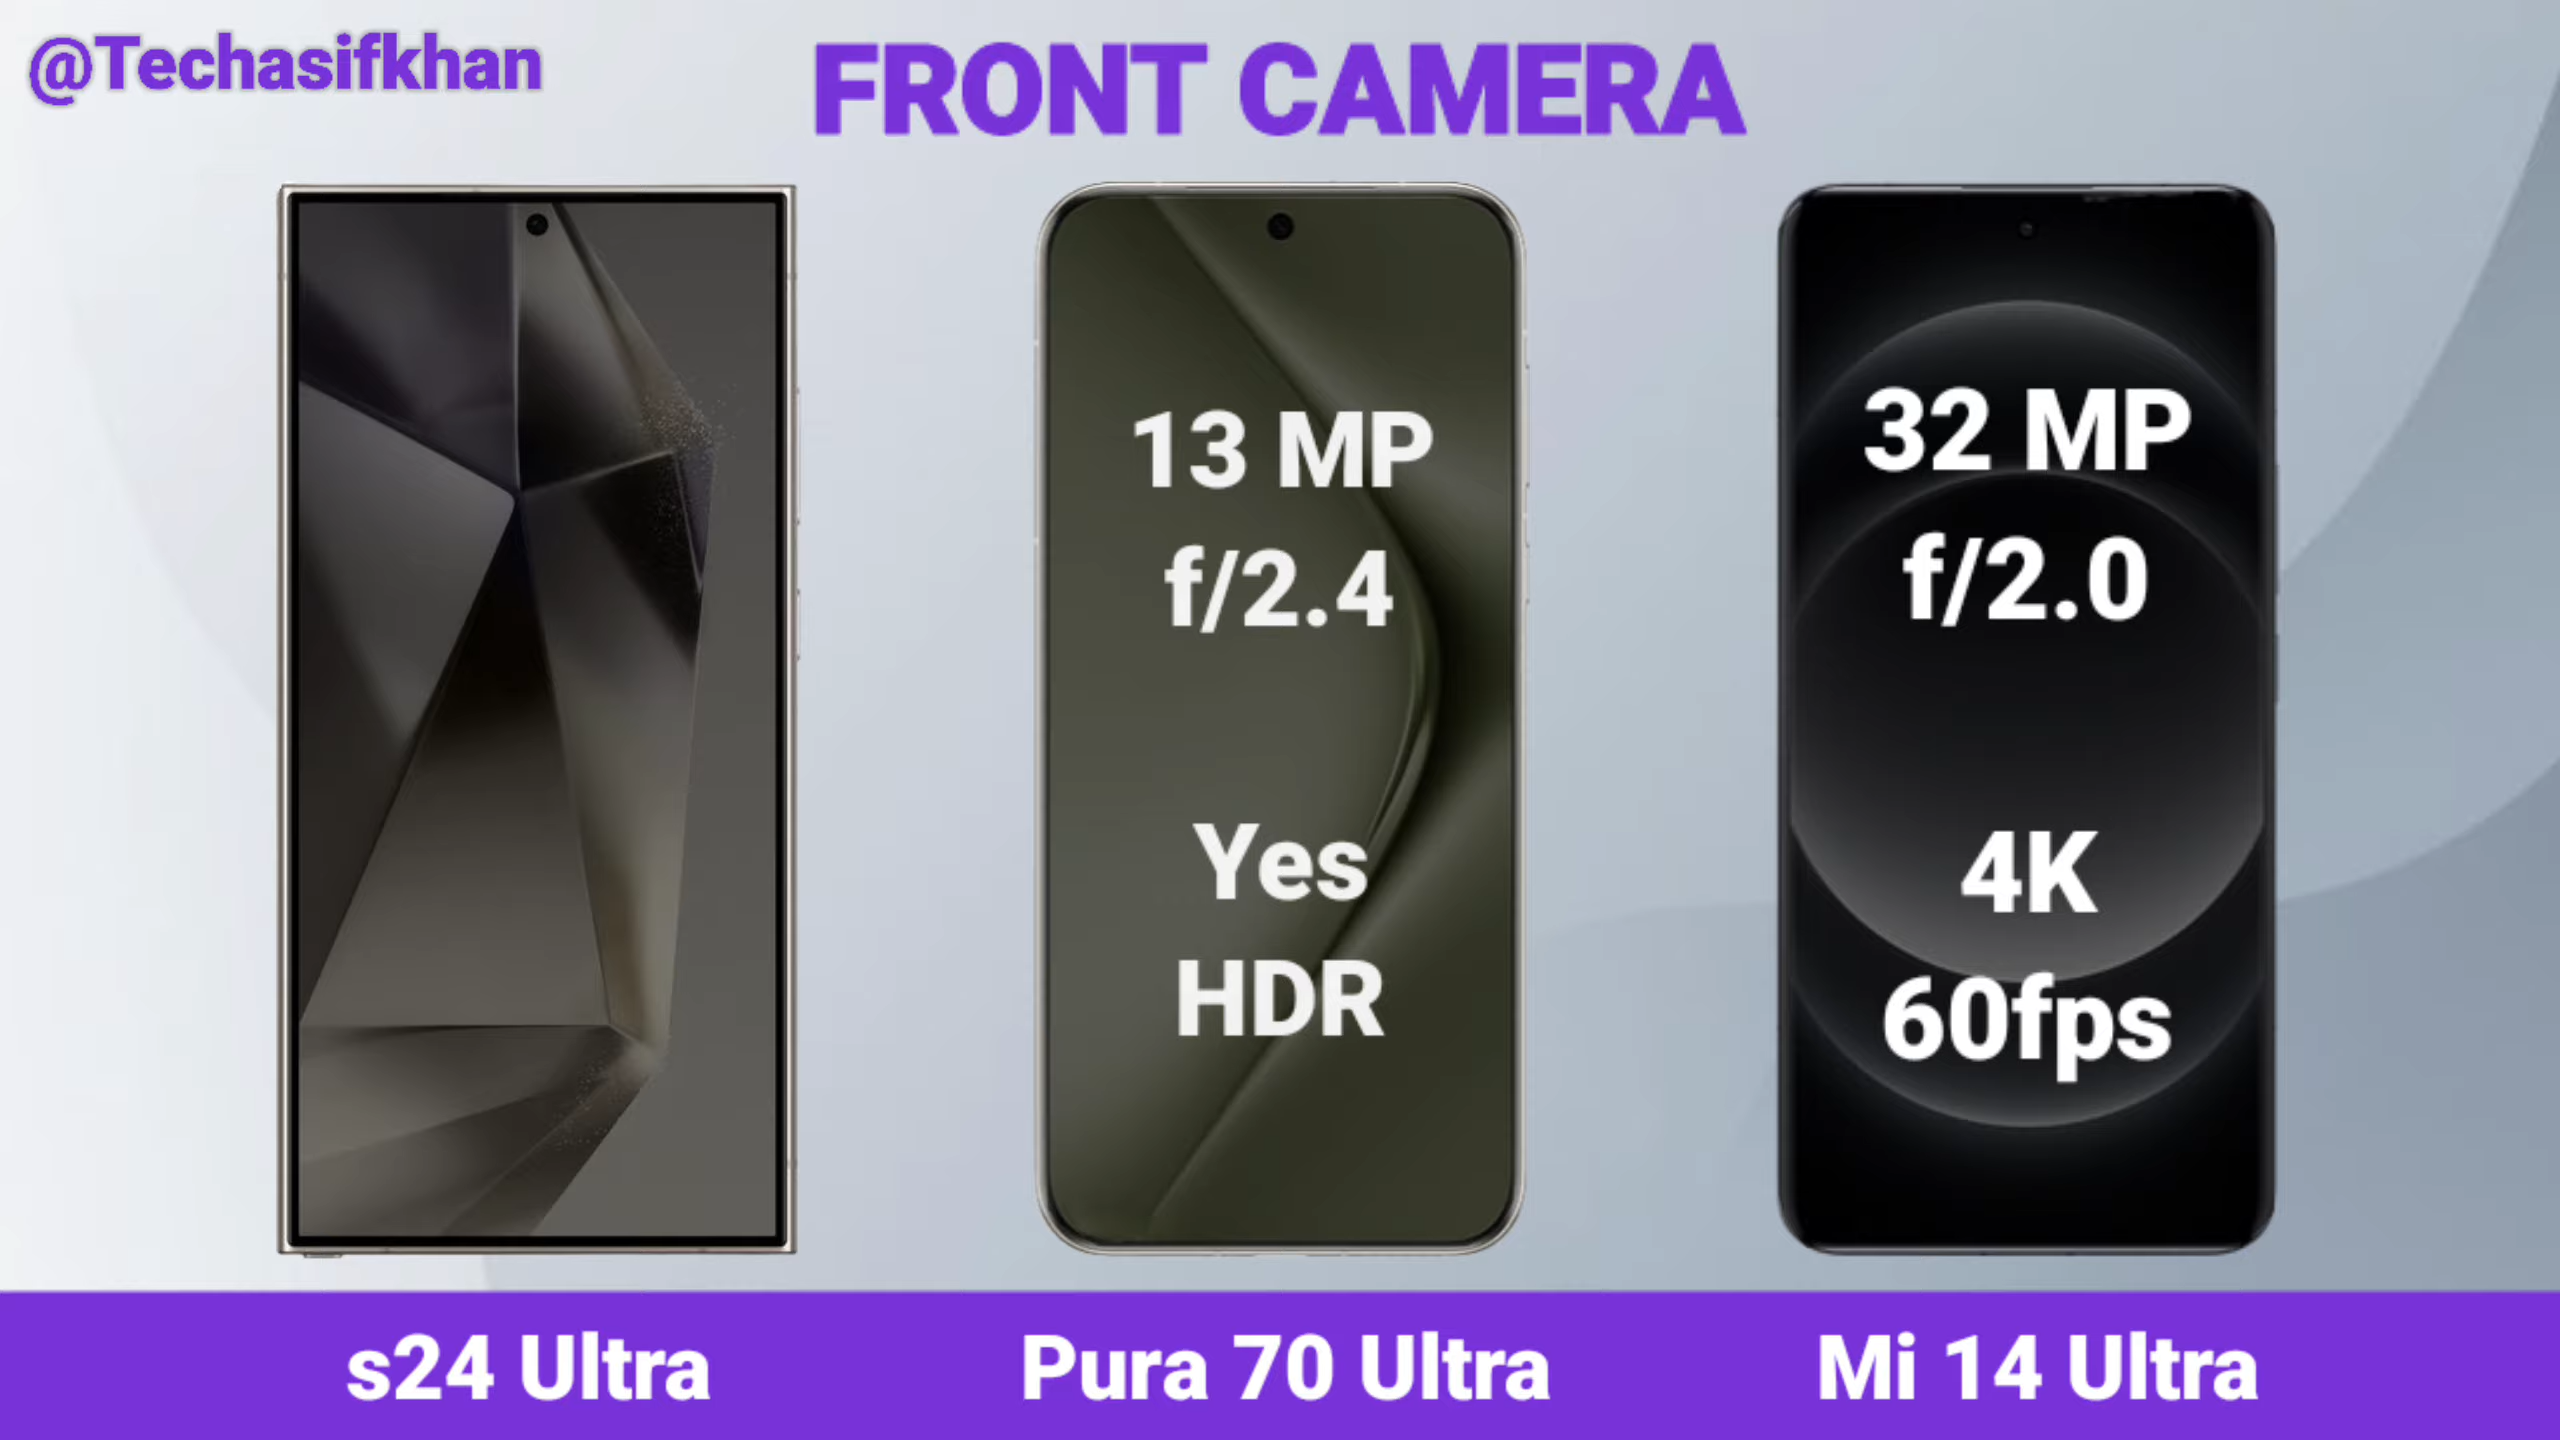 @Techasifkhan
FRONT CAMERA
13 MP
f/2.4
Yes
HDR
32 MP
f/2.0
4K
60fps
s24 Ultra
Pura 70 Ultra
Mi 14 Ultra